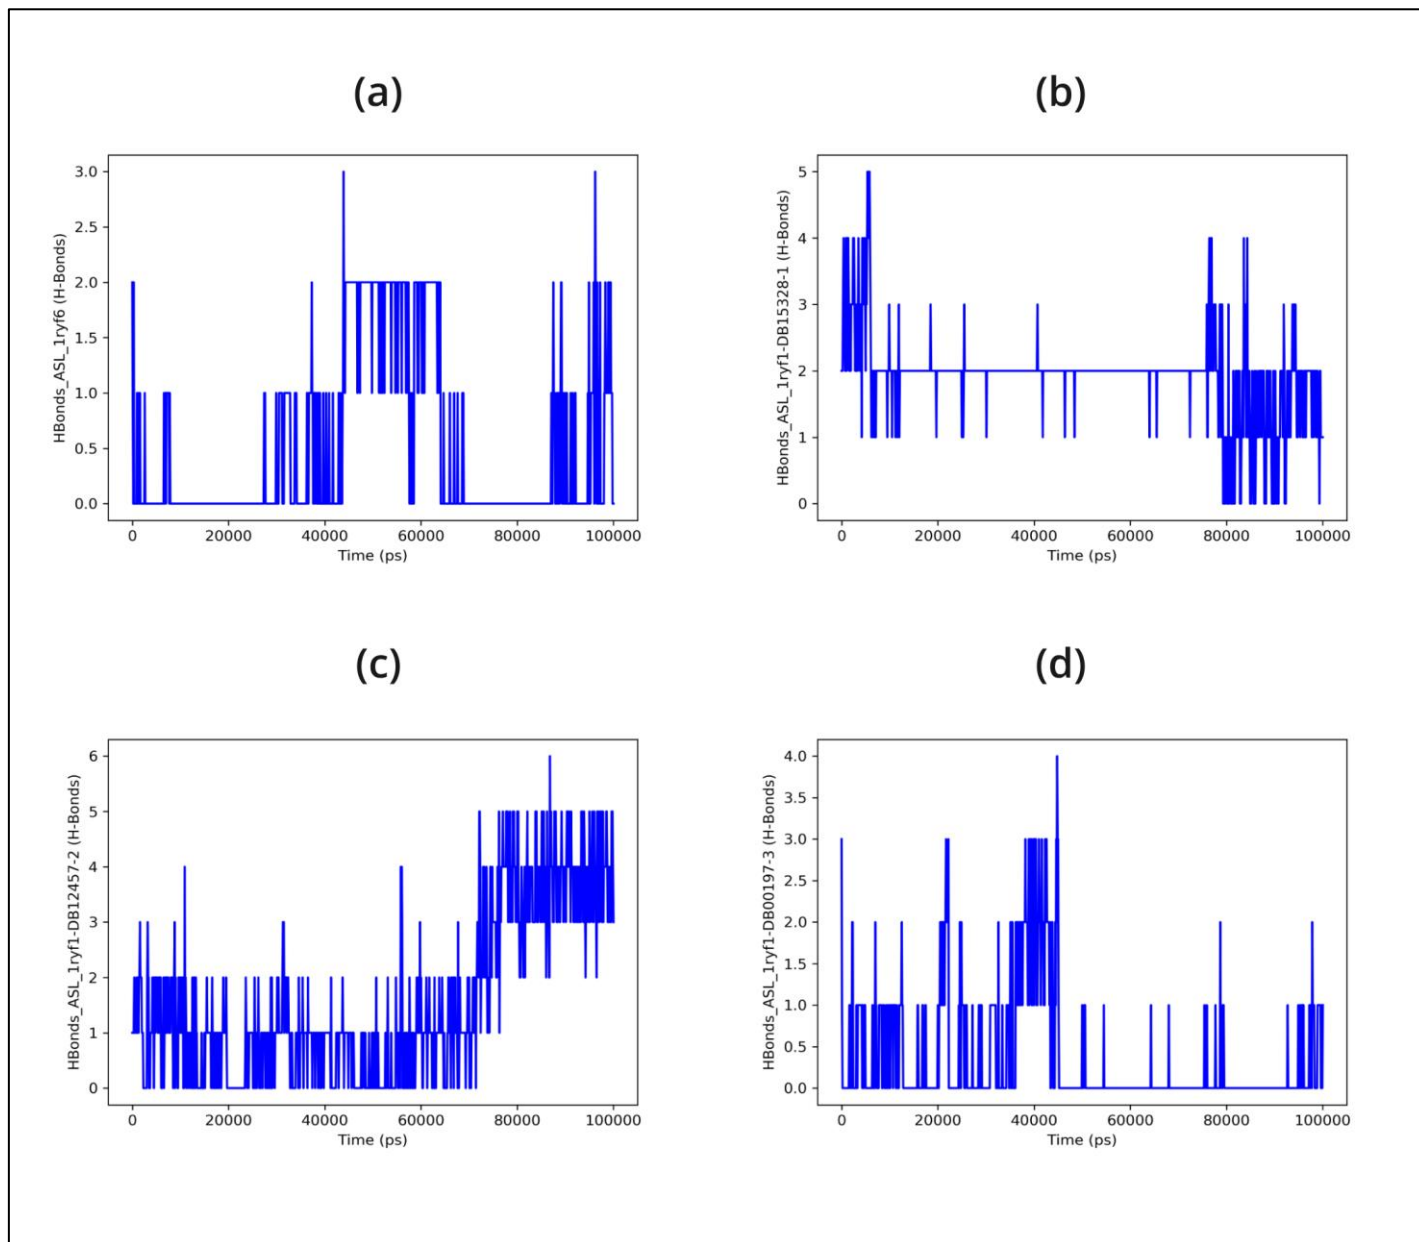 (a)
HBonds_ASL_1ryf6 (H-Bonds)
3.0
2.5
2.0
1.5
1.0
0.5
0.0
0 20000 40000 60000 80000 100000
Time (ps)
(b)
HBonds_ASL_1ryf1-DB15328-1 (H-Bonds)
5
4
3
2
1
0
0 20000 40000 60000 80000 100000
Time (ps)
(c)
HBonds_ASL_1ryf1-DB12457-2 (H-Bonds)
6
5
4
3
2
1
0
0 20000 40000 60000 80000 100000
Time (ps)
(d)
HBonds_ASL_1ryf1-DB00197-3 (H-Bonds)
4.0
3.5
3.0
2.5
2.0
1.5
1.0
0.5
0.0
0 20000 40000 60000 80000 100000
Time (ps)